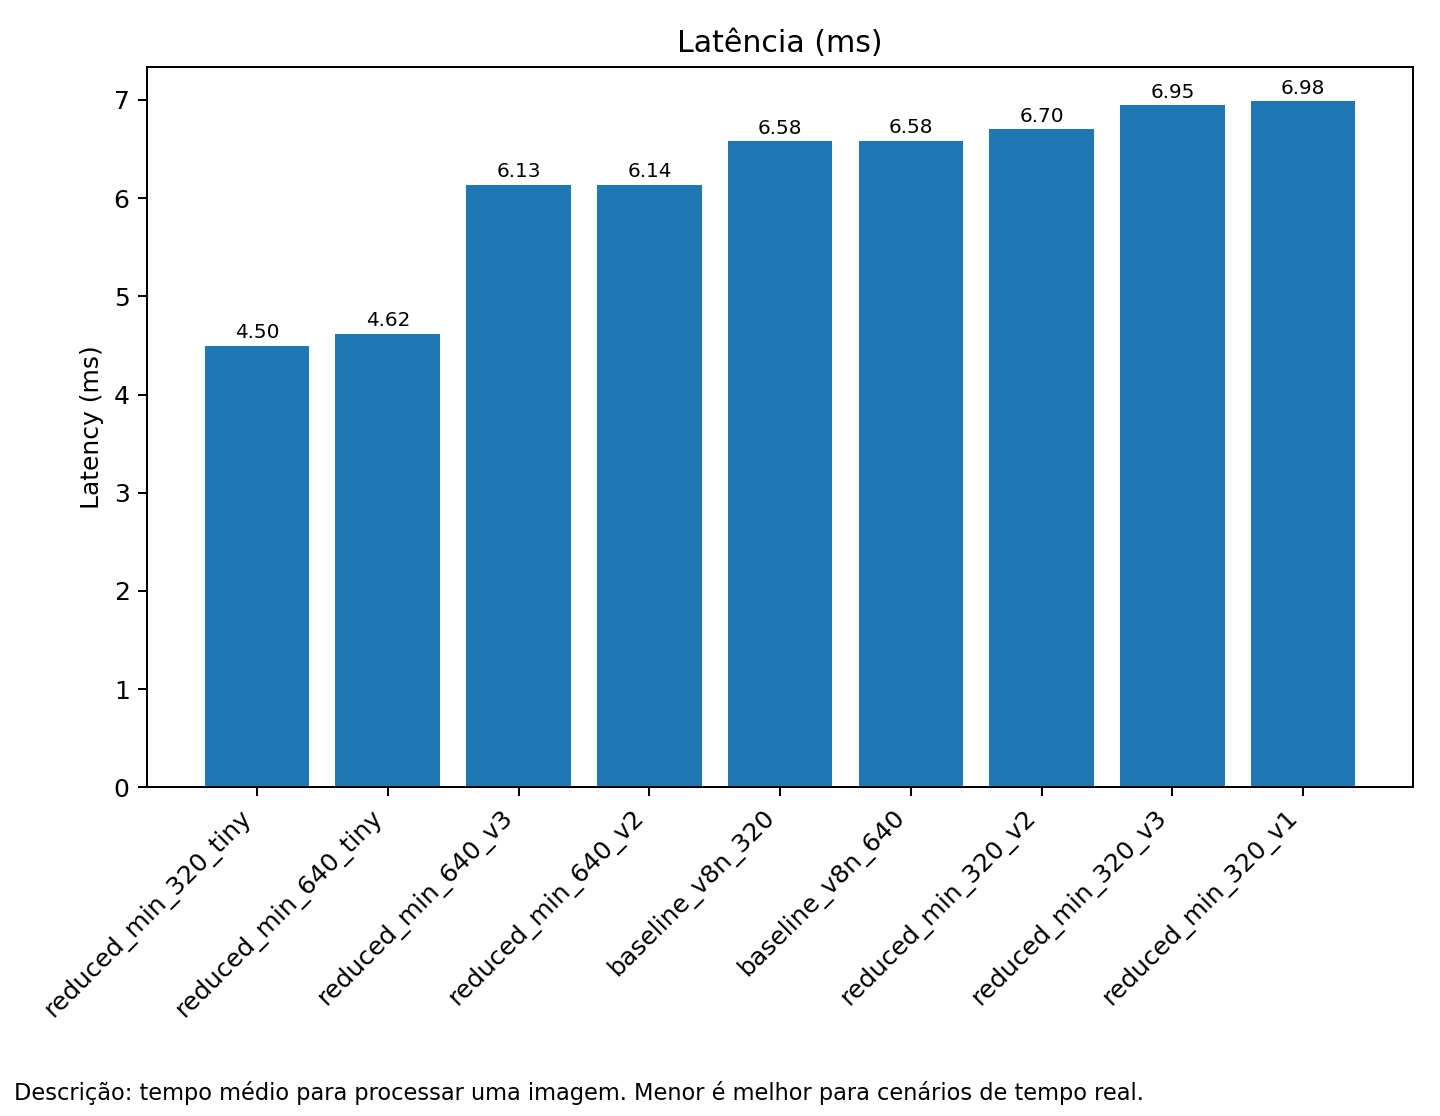 Latência (ms)
Latency (ms)
7
6
5
4
3
2
1
0
4.50
4.62
6.13
6.14
6.58
6.58
6.70
6.95
6.98
reduced_min_320_tiny
reduced_min_640_tiny
reduced_min_640_v3
reduced_min_640_v2
baseline_v8n_320
baseline_v8n_640
reduced_min_320_v2
reduced_min_320_v3
reduced_min_320_v1
Descrição: tempo médio para processar uma imagem. Menor é melhor para cenários de tempo real.